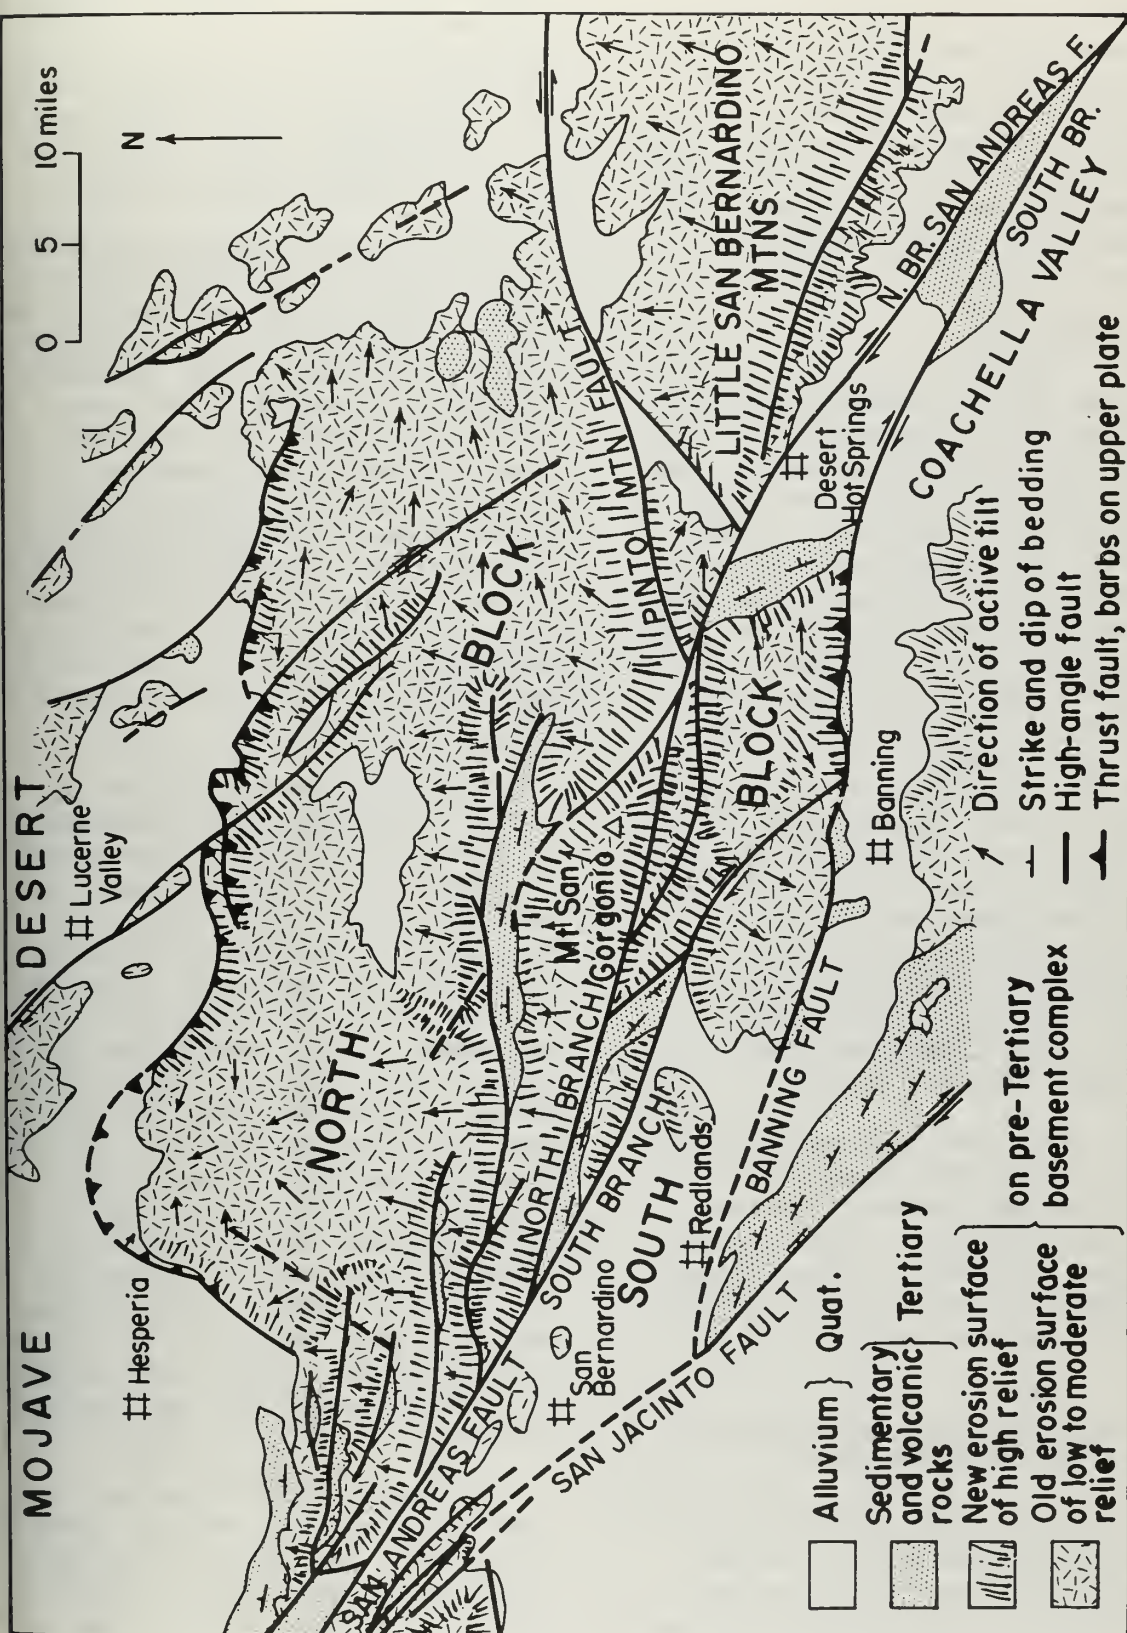 MOJAVE DESERT
0 5 10 miles
N
Hesperia
Lucerne
Valley
NORTH BLOCK
PINTO MTN FAULT
LITTLE SAN BERNARDINO
MTNS
Mt San
Gorgonio
SAN ANDREAS FAULT
NORTH BRANCH
SOUTH BRANCH
N. BR. SAN ANDREAS F.
SOUTH BR.
Desert
Hot Springs
COACHELLA VALLEY
San
Bernardino
SOUTH BLOCK
Redlands
BANNING FAULT
Banning
SAN JACINTO FAULT
Alluvium } Quat.
Sedimentary
and volcanic
rocks
Tertiary
New erosion surface
of high relief
Old erosion surface
of low to moderate
relief
on pre-Tertiary
basement complex
Direction of active tilt
Strike and dip of bedding
High-angle fault
Thrust fault, barbs on upper plate